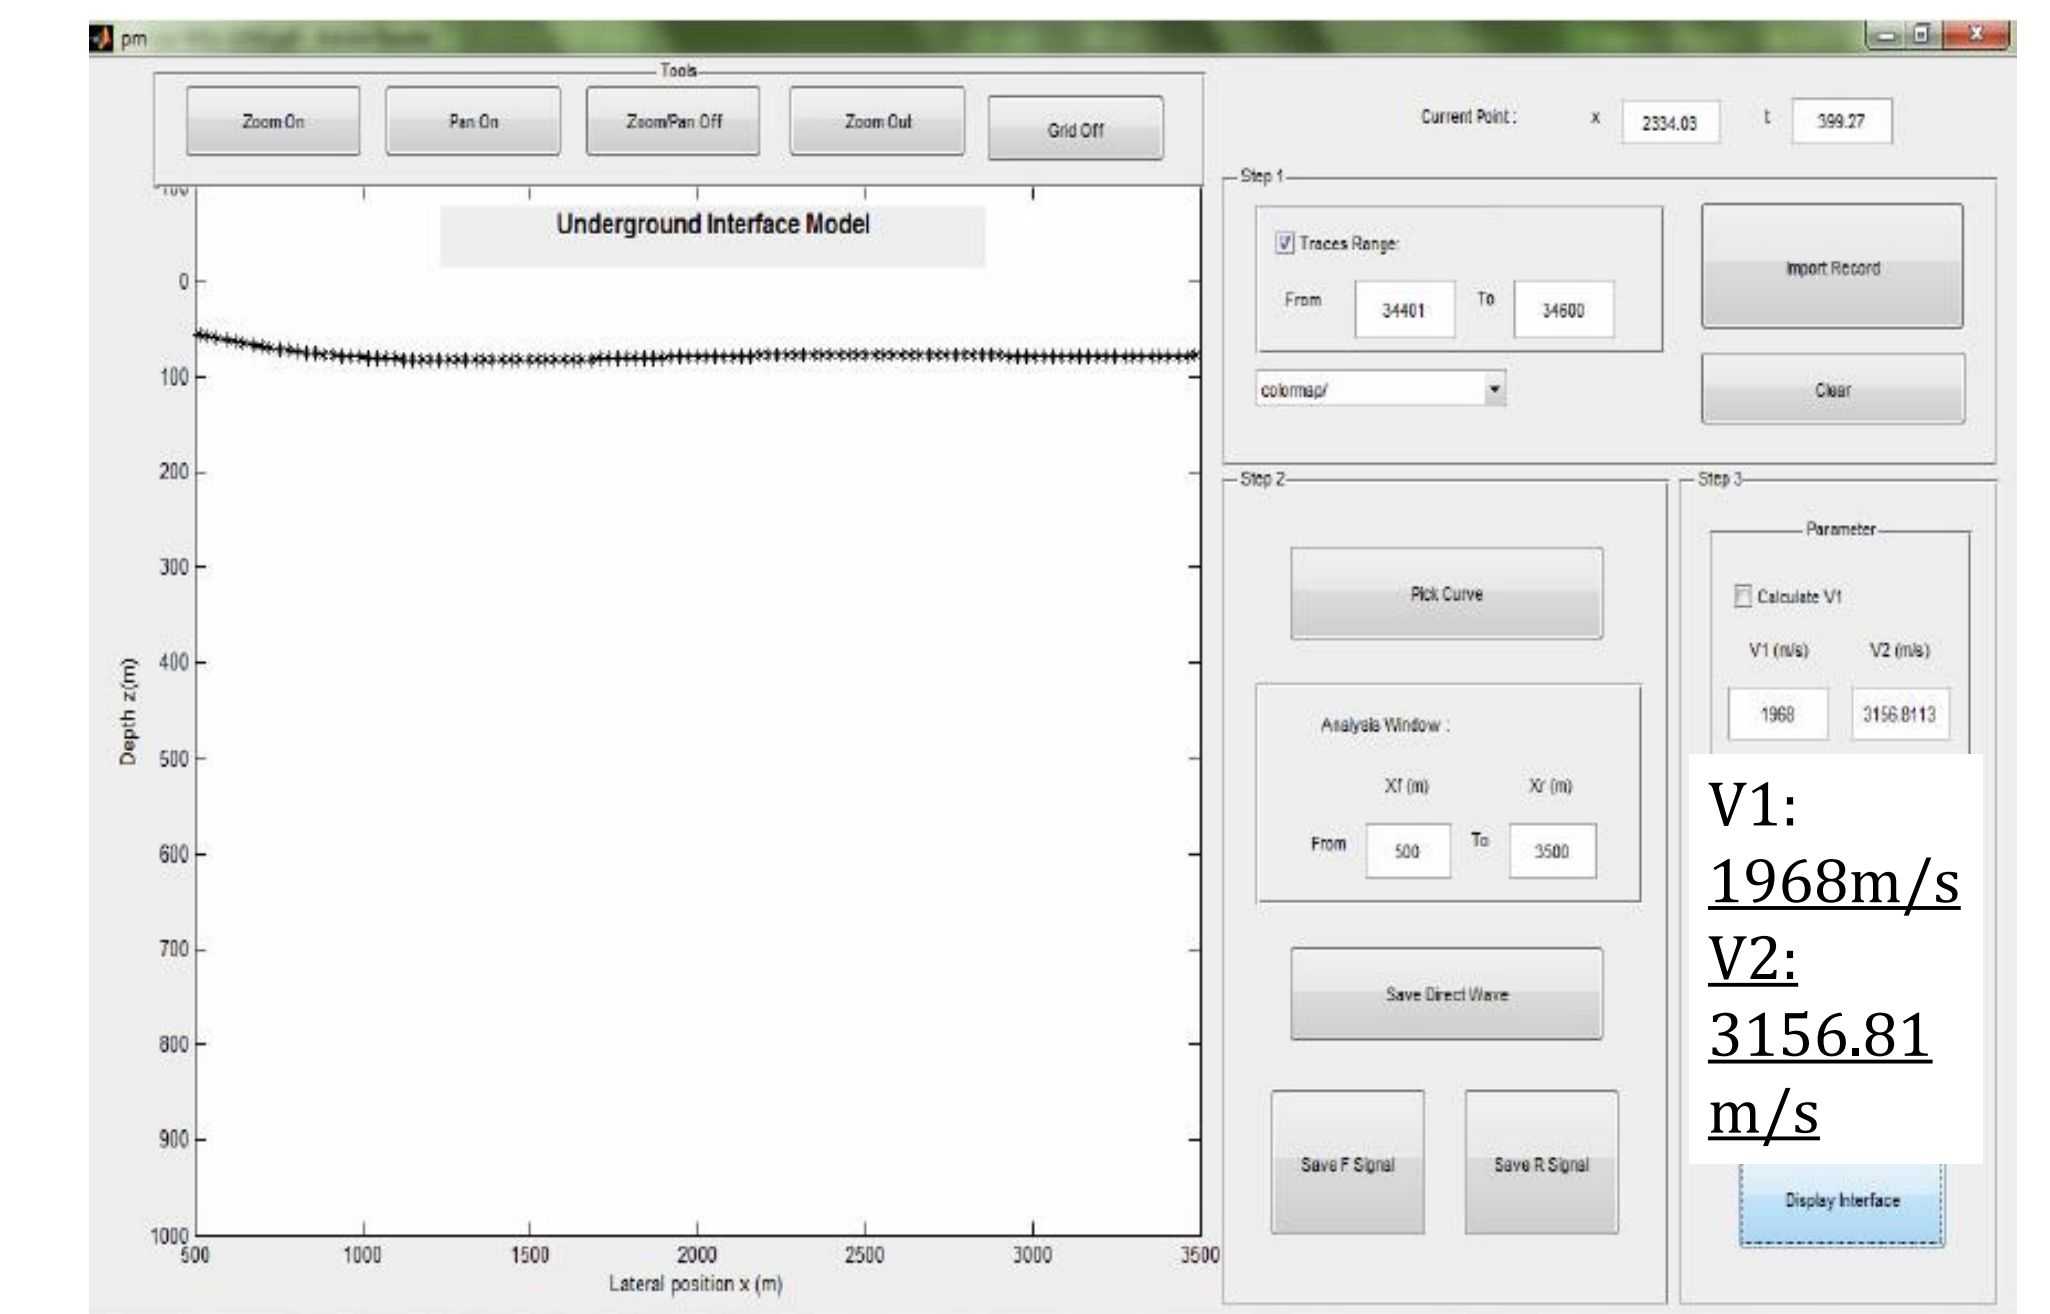 pm
Tools
Zoom On
Pan On
Zoom/Pan Off
Zoom Out
Grid Off
Current Point :
x
2334.03
t
399.27
Underground Interface Model
0
100
200
300
400
500
600
700
800
900
1000
Depth z(m)
500
1000
1500
2000
2500
3000
3500
Lateral position x (m)
Step 1
Traces Range:
From
34401
To
34600
Import Record
colormap/
Clear
Step 2
Pick Curve
Analysis Window :
Xf (m)
Xr (m)
From
500
To
3500
Save Direct Wave
Save F Signal
Save R Signal
Step 3
Parameter
Calculate V1
V1 (m/s)
V2 (m/s)
1968
3156.8113
V1:
1968m/s
V2:
3156.81
m/s
Display Interface